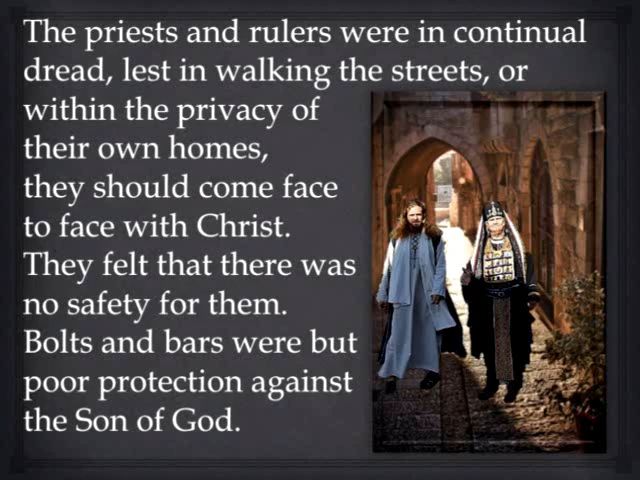 The priests and rulers were in continual
dread, lest in walking the streets, or
within the privacy of
their own homes,
they should come face
to face with Christ.
They felt that there was
no safety for them.
Bolts and bars were but
poor protection against
the Son of God.